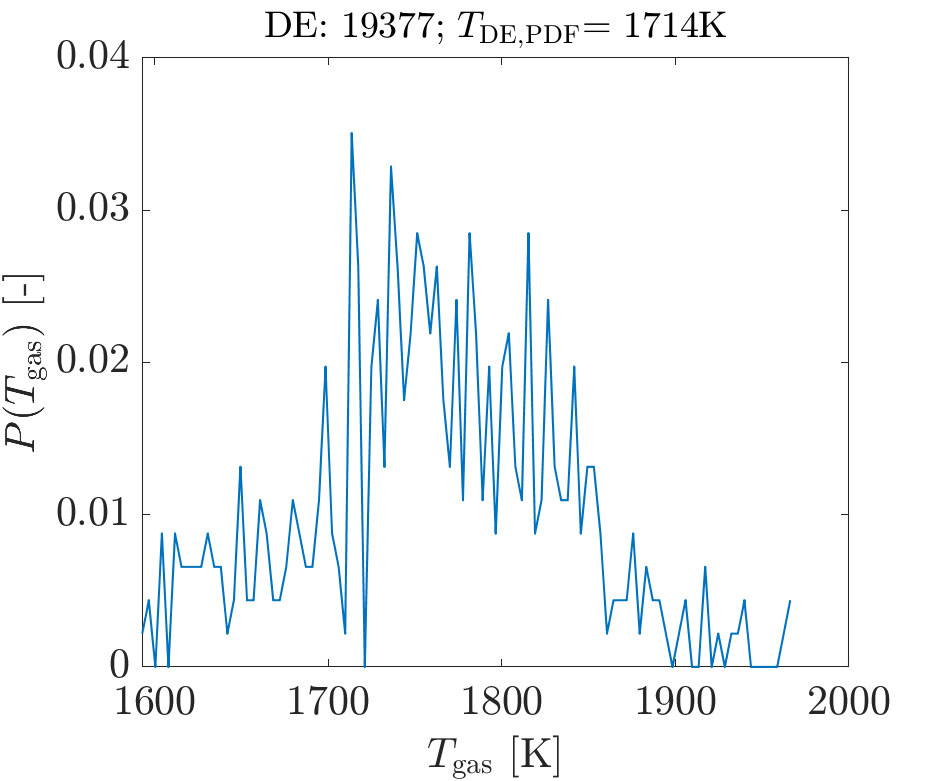 DE: 19377; T_DE,PDF= 1714K
0.04
0.03
0.02
0.01
0
P(T_gas) [-]
1600 1700 1800 1900 2000
T_gas [K]